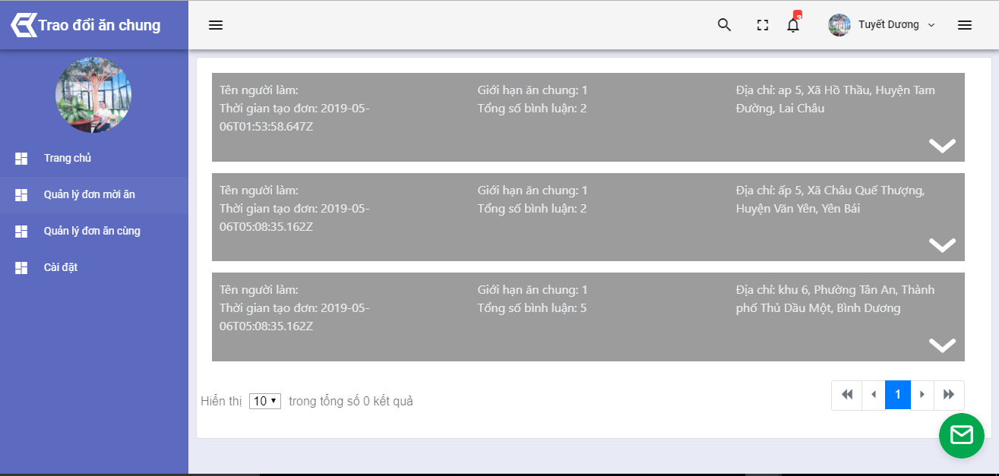 Trao đổi ăn chung
3
Tuyết Dương
Trang chủ
Quản lý đơn mời ăn
Quản lý đơn ăn cùng
Cài đặt
Tên người làm:
Thời gian tạo đơn: 2019-05-
06T01:53:58.647Z
Giới hạn ăn chung: 1
Tổng số bình luận: 2
Địa chỉ: ap 5, Xã Hồ Thầu, Huyện Tam
Đường, Lai Châu
Tên người làm:
Thời gian tạo đơn: 2019-05-
06T05:08:35.162Z
Giới hạn ăn chung: 1
Tổng số bình luận: 2
Địa chỉ: ấp 5, Xã Châu Quế Thượng,
Huyện Văn Yên, Yên Bái
Tên người làm:
Thời gian tạo đơn: 2019-05-
06T05:08:35.162Z
Giới hạn ăn chung: 1
Tổng số bình luận: 5
Địa chỉ: khu 6, Phường Tân An, Thành
phố Thủ Dầu Một, Bình Dương
Hiển thị 10 trong tổng số 0 kết quả
1